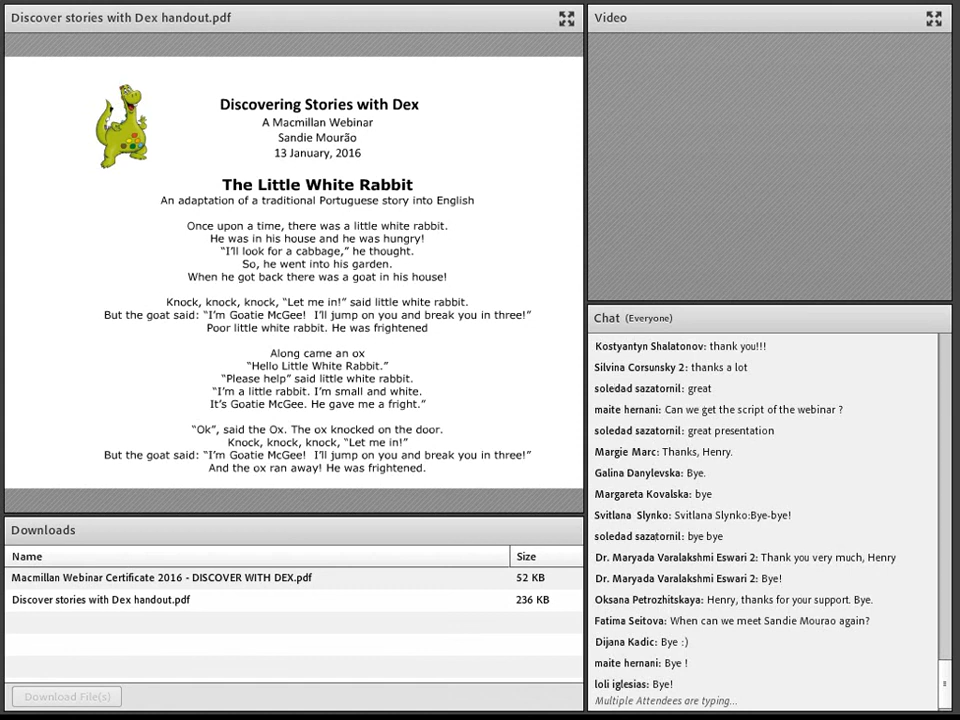 Discover stories with Dex handout.pdf
Discovering Stories with Dex
A Macmillan Webinar
Sandie Mourão
13 January, 2016
The Little White Rabbit
An adaptation of a traditional Portuguese story into English
Once upon a time, there was a little white rabbit.
He was in his house and he was hungry!
“I’ll look for a cabbage,” he thought.
So, he went into his garden.
When he got back there was a goat in his house!
Knock, knock, knock, “Let me in!” said little white rabbit.
But the goat said: “I’m Goatie McGee!  I’ll jump on you and break you in three!”
Poor little white rabbit. He was frightened
Along came an ox
“Hello Little White Rabbit.”
“Please help” said little white rabbit.
“I’m a little rabbit. I’m small and white.
It’s Goatie McGee. He gave me a fright.”
“Ok”, said the Ox. The ox knocked on the door.
Knock, knock, knock, “Let me in!”
But the goat said: “I’m Goatie McGee!  I’ll jump on you and break you in three!”
And the ox ran away! He was frightened.
Downloads
Name Size
Macmillan Webinar Certificate 2016 - DISCOVER WITH DEX.pdf 52 KB
Discover stories with Dex handout.pdf 236 KB
Download File(s)
Video
Chat (Everyone)
Kostyantyn Shalatonov: thank you!!!
Silvina Corsunsky 2: thanks a lot
soledad sazatornil: great
maite hernani: Can we get the script of the webinar ?
soledad sazatornil: great presentation
Margie Marc: Thanks, Henry.
Galina Danylevska: Bye.
Margareta Kovalska: bye
Svitlana  Slynko: Svitlana Slynko:Bye-bye!
soledad sazatornil: bye bye
Dr. Maryada Varalakshmi Eswari 2: Thank you very much, Henry
Dr. Maryada Varalakshmi Eswari 2: Bye!
Oksana Petrozhitskaya: Henry, thanks for your support. Bye.
Fatima Seitova: When can we meet Sandie Mourao again?
Dijana Kadic: Bye :)
maite hernani: Bye !
loli iglesias: Bye!
Multiple Attendees are typing...